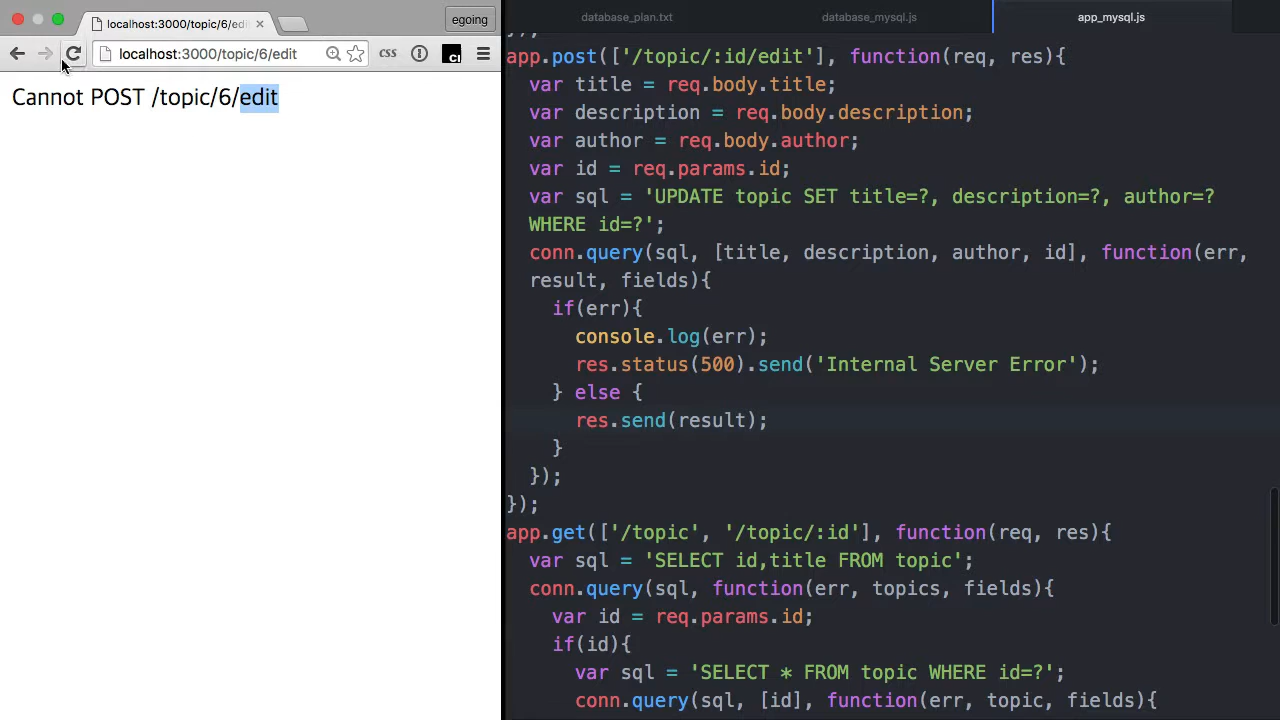 localhost:3000/topic/6/edi
egoing
localhost:3000/topic/6/edit
css
Cannot POST /topic/6/edit
database_plan.txt
database_mysql.js
app_mysql.js
app.post(['/topic/:id/edit'], function(req, res){
var title = req.body.title;
var description = req.body.description;
var author = req.body.author;
var id = req.params.id;
var sql = 'UPDATE topic SET title=?, description=?, author=?
WHERE id=?';
conn.query(sql, [title, description, author, id], function(err,
result, fields){
if(err){
console.log(err);
res.status(500).send('Internal Server Error');
} else {
res.send(result);
}
});
});
app.get(['/topic', '/topic/:id'], function(req, res){
var sql = 'SELECT id,title FROM topic';
conn.query(sql, function(err, topics, fields){
var id = req.params.id;
if(id){
var sql = 'SELECT * FROM topic WHERE id=?';
conn.query(sql, [id], function(err, topic, fields){